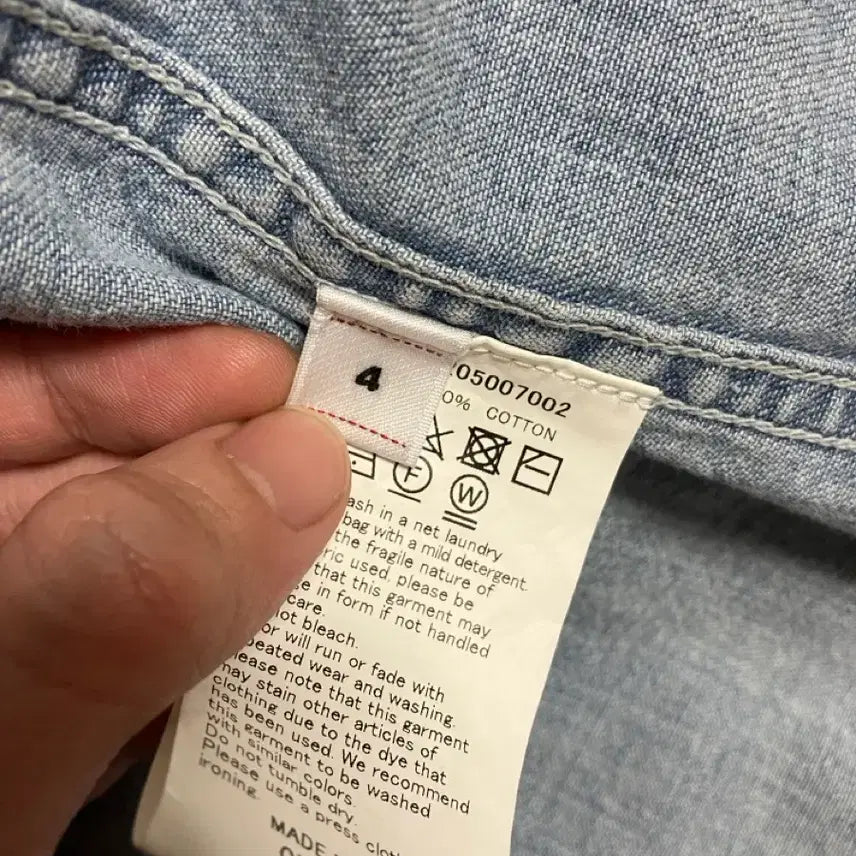 4
05007002
0% COTTON
F
W
ash in a net laundry
bag with a mild detergent.
the fragile nature of
ric used, please be
that this garment may
e in form if not handled
care.
ot bleach.
or will run or fade with
eated wear and washing.
lease note that this garment
may stain other articles of
clothing due to the dye that
has been used. We recommend
this garment to be washed
with similar colors.
Do not tumble dry.
Please use a press clot
ironing.
MADE